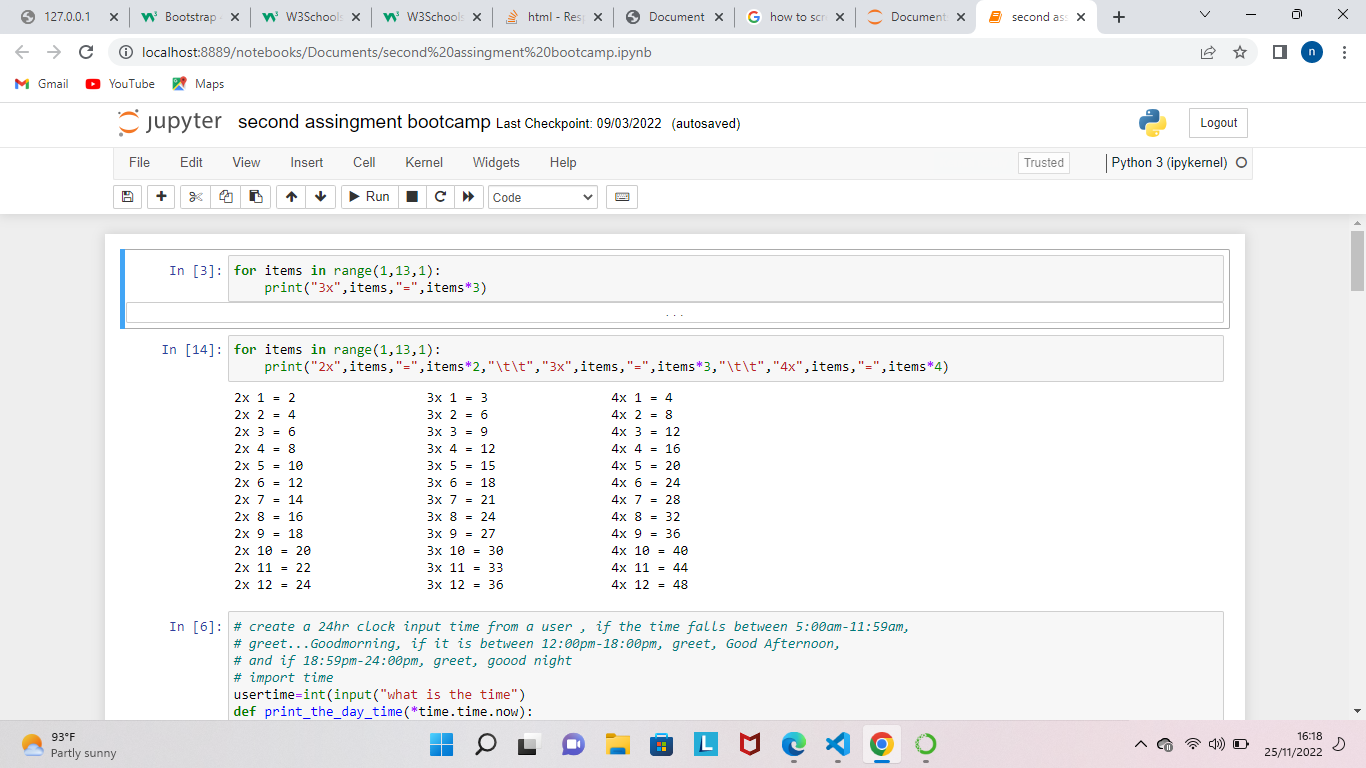 127.0.0.1
Bootstrap
W3Schools
W3Schools
html - Res
Document
how to scr
Document
second as
localhost:8889/notebooks/Documents/second%20assingment%20bootcamp.ipynb
n
Gmail YouTube Maps
jupyter second assingment bootcamp Last Checkpoint: 09/03/2022 (autosaved)
Logout
File Edit View Insert Cell Kernel Widgets Help
Trusted Python 3 (ipykernel)
Run Code
In [3]: for items in range(1,13,1):
print("3x",items,"=",items*3)
...
In [14]: for items in range(1,13,1):
print("2x",items,"=",items*2,"\t\t","3x",items,"=",items*3,"\t\t","4x",items,"=",items*4)
2x 1 = 2 3x 1 = 3 4x 1 = 4
2x 2 = 4 3x 2 = 6 4x 2 = 8
2x 3 = 6 3x 3 = 9 4x 3 = 12
2x 4 = 8 3x 4 = 12 4x 4 = 16
2x 5 = 10 3x 5 = 15 4x 5 = 20
2x 6 = 12 3x 6 = 18 4x 6 = 24
2x 7 = 14 3x 7 = 21 4x 7 = 28
2x 8 = 16 3x 8 = 24 4x 8 = 32
2x 9 = 18 3x 9 = 27 4x 9 = 36
2x 10 = 20 3x 10 = 30 4x 10 = 40
2x 11 = 22 3x 11 = 33 4x 11 = 44
2x 12 = 24 3x 12 = 36 4x 12 = 48
In [6]: # create a 24hr clock input time from a user , if the time falls between 5:00am-11:59am,
# greet...Goodmorning, if it is between 12:00pm-18:00pm, greet, Good Afternoon,
# and if 18:59pm-24:00pm, greet, goood night
# import time
usertime=int(input("what is the time")
def print_the_day_time(*time.time.now):
93°F
Partly sunny
16:18
25/11/2022